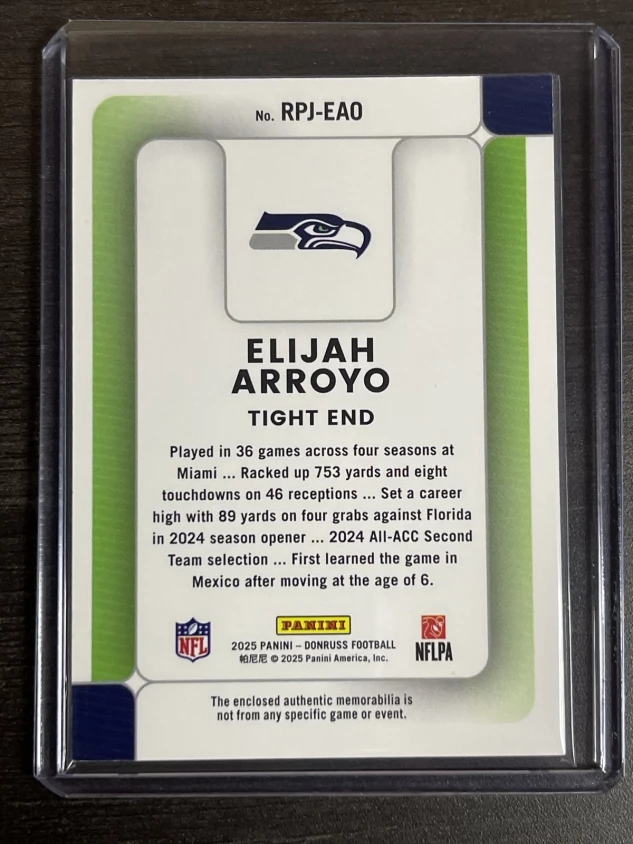 No. RPJ-EAO
ELIJAH
ARROYO
TIGHT END
Played in 36 games across four seasons at
Miami ... Racked up 753 yards and eight
touchdowns on 46 receptions ... Set a career
high with 89 yards on four grabs against Florida
in 2024 season opener ... 2024 All-ACC Second
Team selection ... First learned the game in
Mexico after moving at the age of 6.
NFL
PANINI
2025 PANINI – DONRUSS FOOTBALL
帕尼尼 © 2025 Panini America, Inc.
NFLPA
The enclosed authentic memorabilia is
not from any specific game or event.